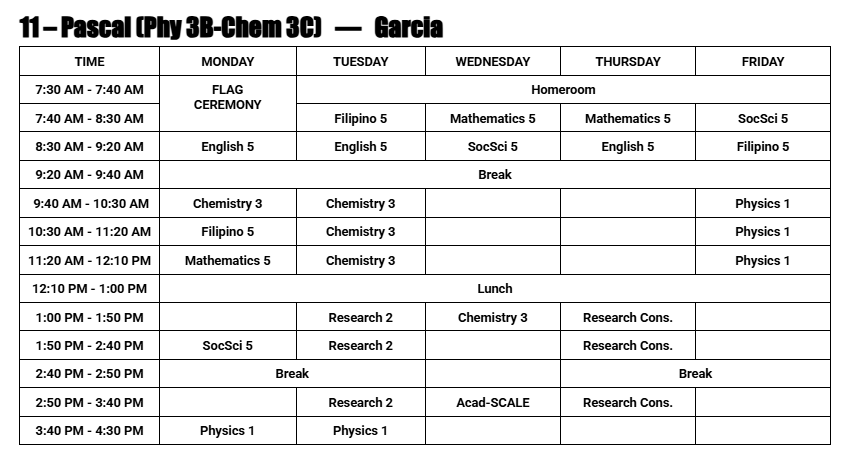 11 – Pascal (Phy 3B-Chem 3C) — Garcia
TIME MONDAY TUESDAY WEDNESDAY THURSDAY FRIDAY
7:30 AM - 7:40 AM FLAG CEREMONY Homeroom
7:40 AM - 8:30 AM Filipino 5 Mathematics 5 Mathematics 5 SocSci 5
8:30 AM - 9:20 AM English 5 English 5 SocSci 5 English 5 Filipino 5
9:20 AM - 9:40 AM Break
9:40 AM - 10:30 AM Chemistry 3 Chemistry 3 Physics 1
10:30 AM - 11:20 AM Filipino 5 Chemistry 3 Physics 1
11:20 AM - 12:10 PM Mathematics 5 Chemistry 3 Physics 1
12:10 PM - 1:00 PM Lunch
1:00 PM - 1:50 PM Research 2 Chemistry 3 Research Cons.
1:50 PM - 2:40 PM SocSci 5 Research 2 Research Cons.
2:40 PM - 2:50 PM Break Break
2:50 PM - 3:40 PM Research 2 Acad-SCALE Research Cons.
3:40 PM - 4:30 PM Physics 1 Physics 1